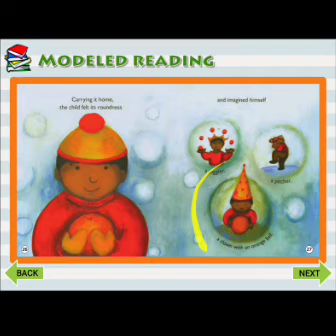 MODELED READING
Carrying it home,
the child felt its roundness
26
and imagined himself
a
a pitcher,
a clown with an orange ball,
27
BACK
NEXT